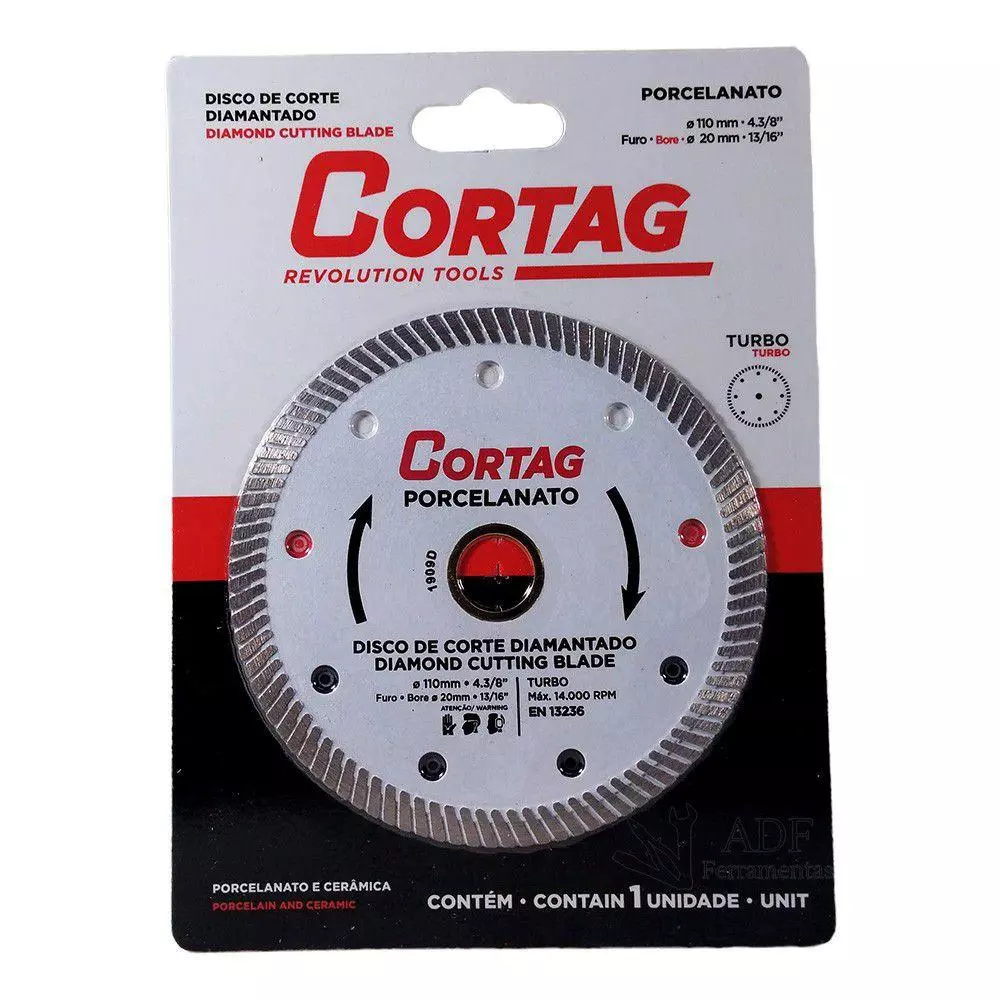 DISCO DE CORTE
DIAMANTADO
DIAMOND CUTTING BLADE
PORCELANATO
ø 110 mm • 4.3/8”
Furo • Bore • ø 20 mm • 13/16”
CORTAG
REVOLUTION TOOLS
TURBO
TURBO
CORTAG
PORCELANATO
1909D
DISCO DE CORTE DIAMANTADO
DIAMOND CUTTING BLADE
ø 110mm • 4.3/8”
Furo • Bore ø 20mm • 13/16”
ATENÇÃO/ WARNING
TURBO
Máx. 14.000 RPM
EN 13236
ADF
Ferramentas
PORCELANATO E CERÂMICA
PORCELAIN AND CERAMIC
CONTÉM • CONTAIN 1 UNIDADE • UNIT